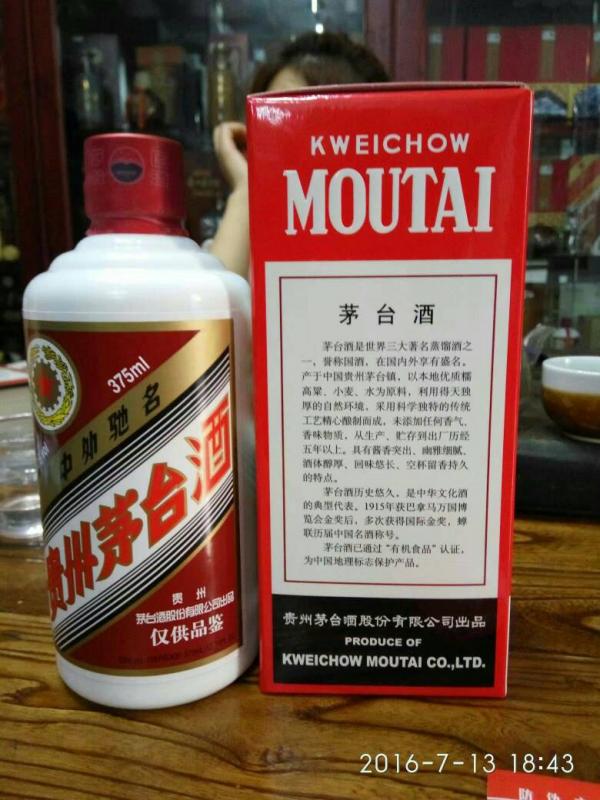 375ml
中外驰名
贵州茅台酒
贵州
茅台酒股份有限公司出品
仅供品鉴
KWEICHOW
MOUTAI
茅台酒
茅台酒是世界三大著名蒸馏酒之
一，誉称国酒，在国内外享有盛名。
产于中国贵州茅台镇，以本地优质糯
高粱、小麦、水为原料，利用得天独
厚的自然环境，采用科学独特的传统
工艺精心酿制而成，未添加任何香气、
香味物质，从生产、贮存到出厂历经
五年以上。具有酱香突出、幽雅细腻、
酒体醇厚、回味悠长、空杯留香持久
的特点。
茅台酒历史悠久，是中华文化酒
的典型代表。1915年获巴拿马万国博
览会金奖后，多次获得国际金奖，蝉
联历届中国名酒称号。
茅台酒已通过“有机食品”认证，
为中国地理标志保护产品。
贵州茅台酒股份有限公司出品
PRODUCE OF
KWEICHOW MOUTAI CO.,LTD.
2016-7-13 18:43